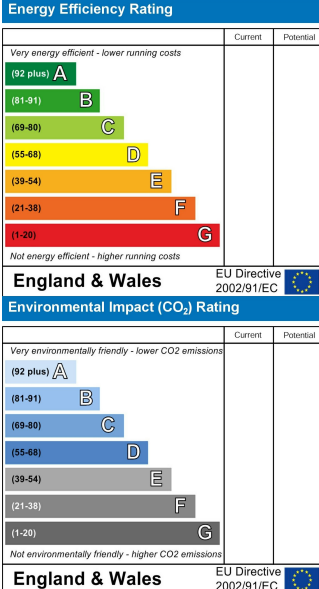 Energy Efficiency Rating
Current Potential
Very energy efficient - lower running costs
(92 plus) A
(81-91) B
(69-80) C
(55-68) D
(39-54) E
(21-38) F
(1-20) G
Not energy efficient - higher running costs
England & Wales EU Directive
2002/91/EC
Environmental Impact (CO₂) Rating
Current Potential
Very environmentally friendly - lower CO2 emissions
(92 plus) A
(81-91) B
(69-80) C
(55-68) D
(39-54) E
(21-38) F
(1-20) G
Not environmentally friendly - higher CO2 emissions
England & Wales EU Directive
2002/91/EC